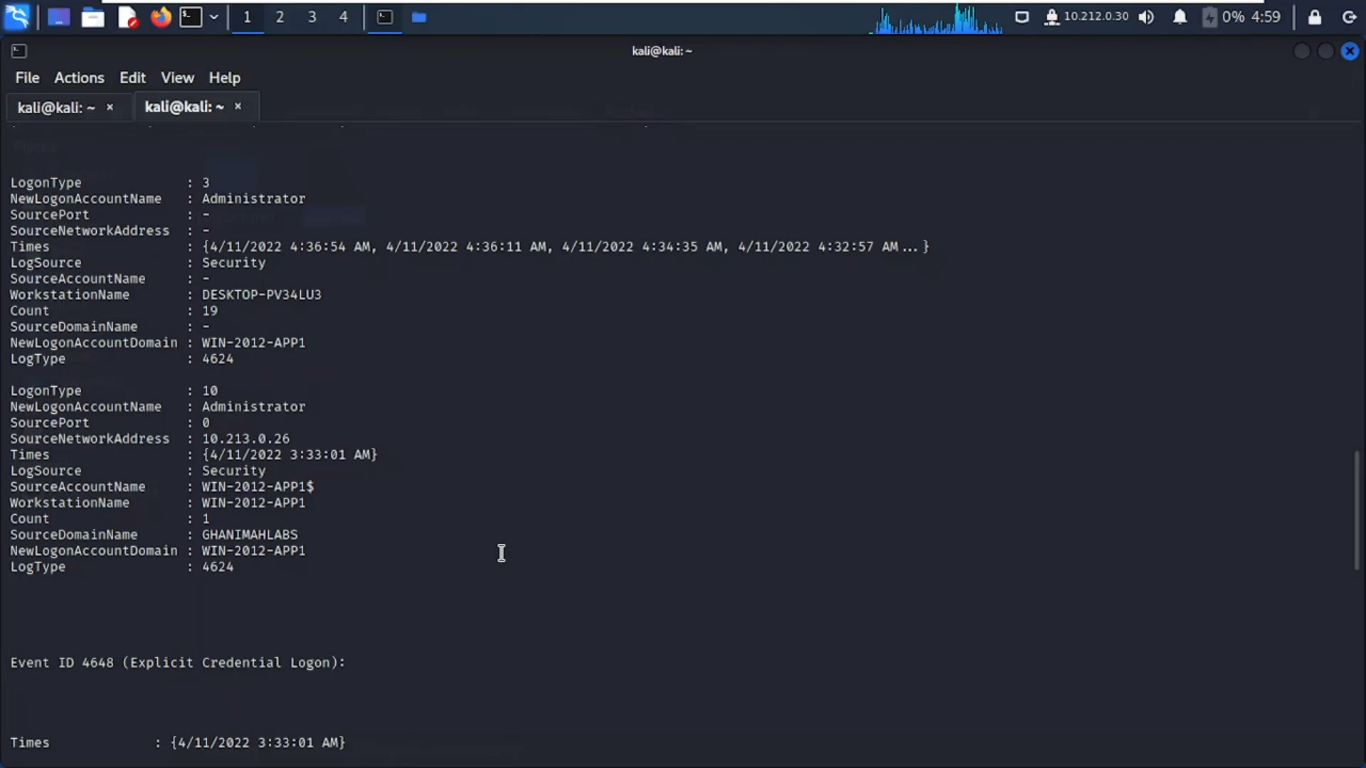 1 2 3 4 10.212.0.30 0% 4:59
kali@kali: ~
File Actions Edit View Help
kali@kali: ~ × kali@kali: ~ ×
LogonType : 3
NewLogonAccountName : Administrator
SourcePort : -
SourceNetworkAddress : -
Times : {4/11/2022 4:36:54 AM, 4/11/2022 4:36:11 AM, 4/11/2022 4:34:35 AM, 4/11/2022 4:32:57 AM...}
LogSource : Security
SourceAccountName : -
WorkstationName : DESKTOP-PV34LU3
Count : 19
SourceDomainName : -
NewLogonAccountDomain : WIN-2012-APP1
LogType : 4624
LogonType : 10
NewLogonAccountName : Administrator
SourcePort : 0
SourceNetworkAddress : 10.213.0.26
Times : {4/11/2022 3:33:01 AM}
LogSource : Security
SourceAccountName : WIN-2012-APP1$
WorkstationName : WIN-2012-APP1
Count : 1
SourceDomainName : GHANIMAHLABS
NewLogonAccountDomain : WIN-2012-APP1
LogType : 4624
Event ID 4648 (Explicit Credential Logon):
Times : {4/11/2022 3:33:01 AM}